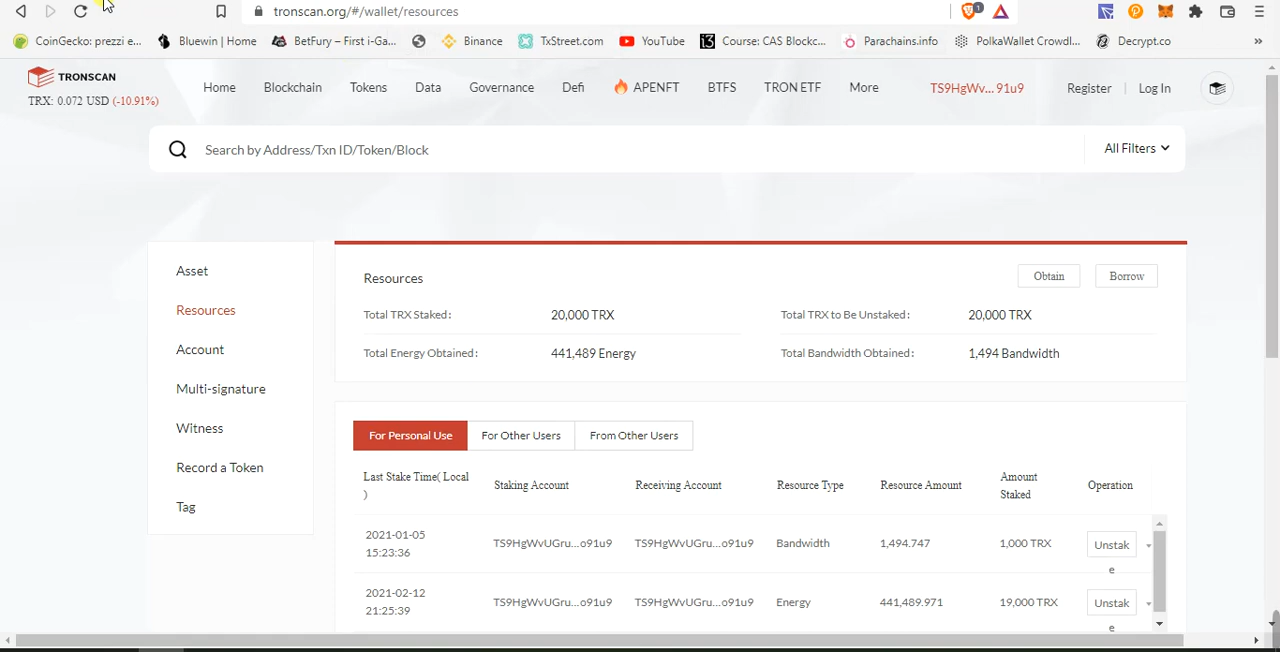 tronscan.org/#/wallet/resources
1
CoinGecko: prezzi e... Bluewin | Home BetFury – First i-Ga... Binance TxStreet.com YouTube 13 Course: CAS Blockc... Parachains.info PolkaWallet Crowdl... Decrypt.co »
TRONSCAN
TRX: 0.072 USD (-10.91%)
Home Blockchain Tokens Data Governance Defi APENFT BTFS TRON ETF More TS9HgWv... 91u9 Register | Log In
Search by Address/Txn ID/Token/Block All Filters
Asset
Resources
Account
Multi-signature
Witness
Record a Token
Tag
Resources Obtain Borrow
Total TRX Staked: 20,000 TRX Total TRX to Be Unstaked: 20,000 TRX
Total Energy Obtained: 441,489 Energy Total Bandwidth Obtained: 1,494 Bandwidth
For Personal Use For Other Users From Other Users
Last Stake Time( Local
) Staking Account Receiving Account Resource Type Resource Amount Amount
Staked Operation
2021-01-05
15:23:36 TS9HgWvUGru...o91u9 TS9HgWvUGru...o91u9 Bandwidth 1,494.747 1,000 TRX Unstak
e
2021-02-12
21:25:39 TS9HgWvUGru...o91u9 TS9HgWvUGru...o91u9 Energy 441,489.971 19,000 TRX Unstak
e